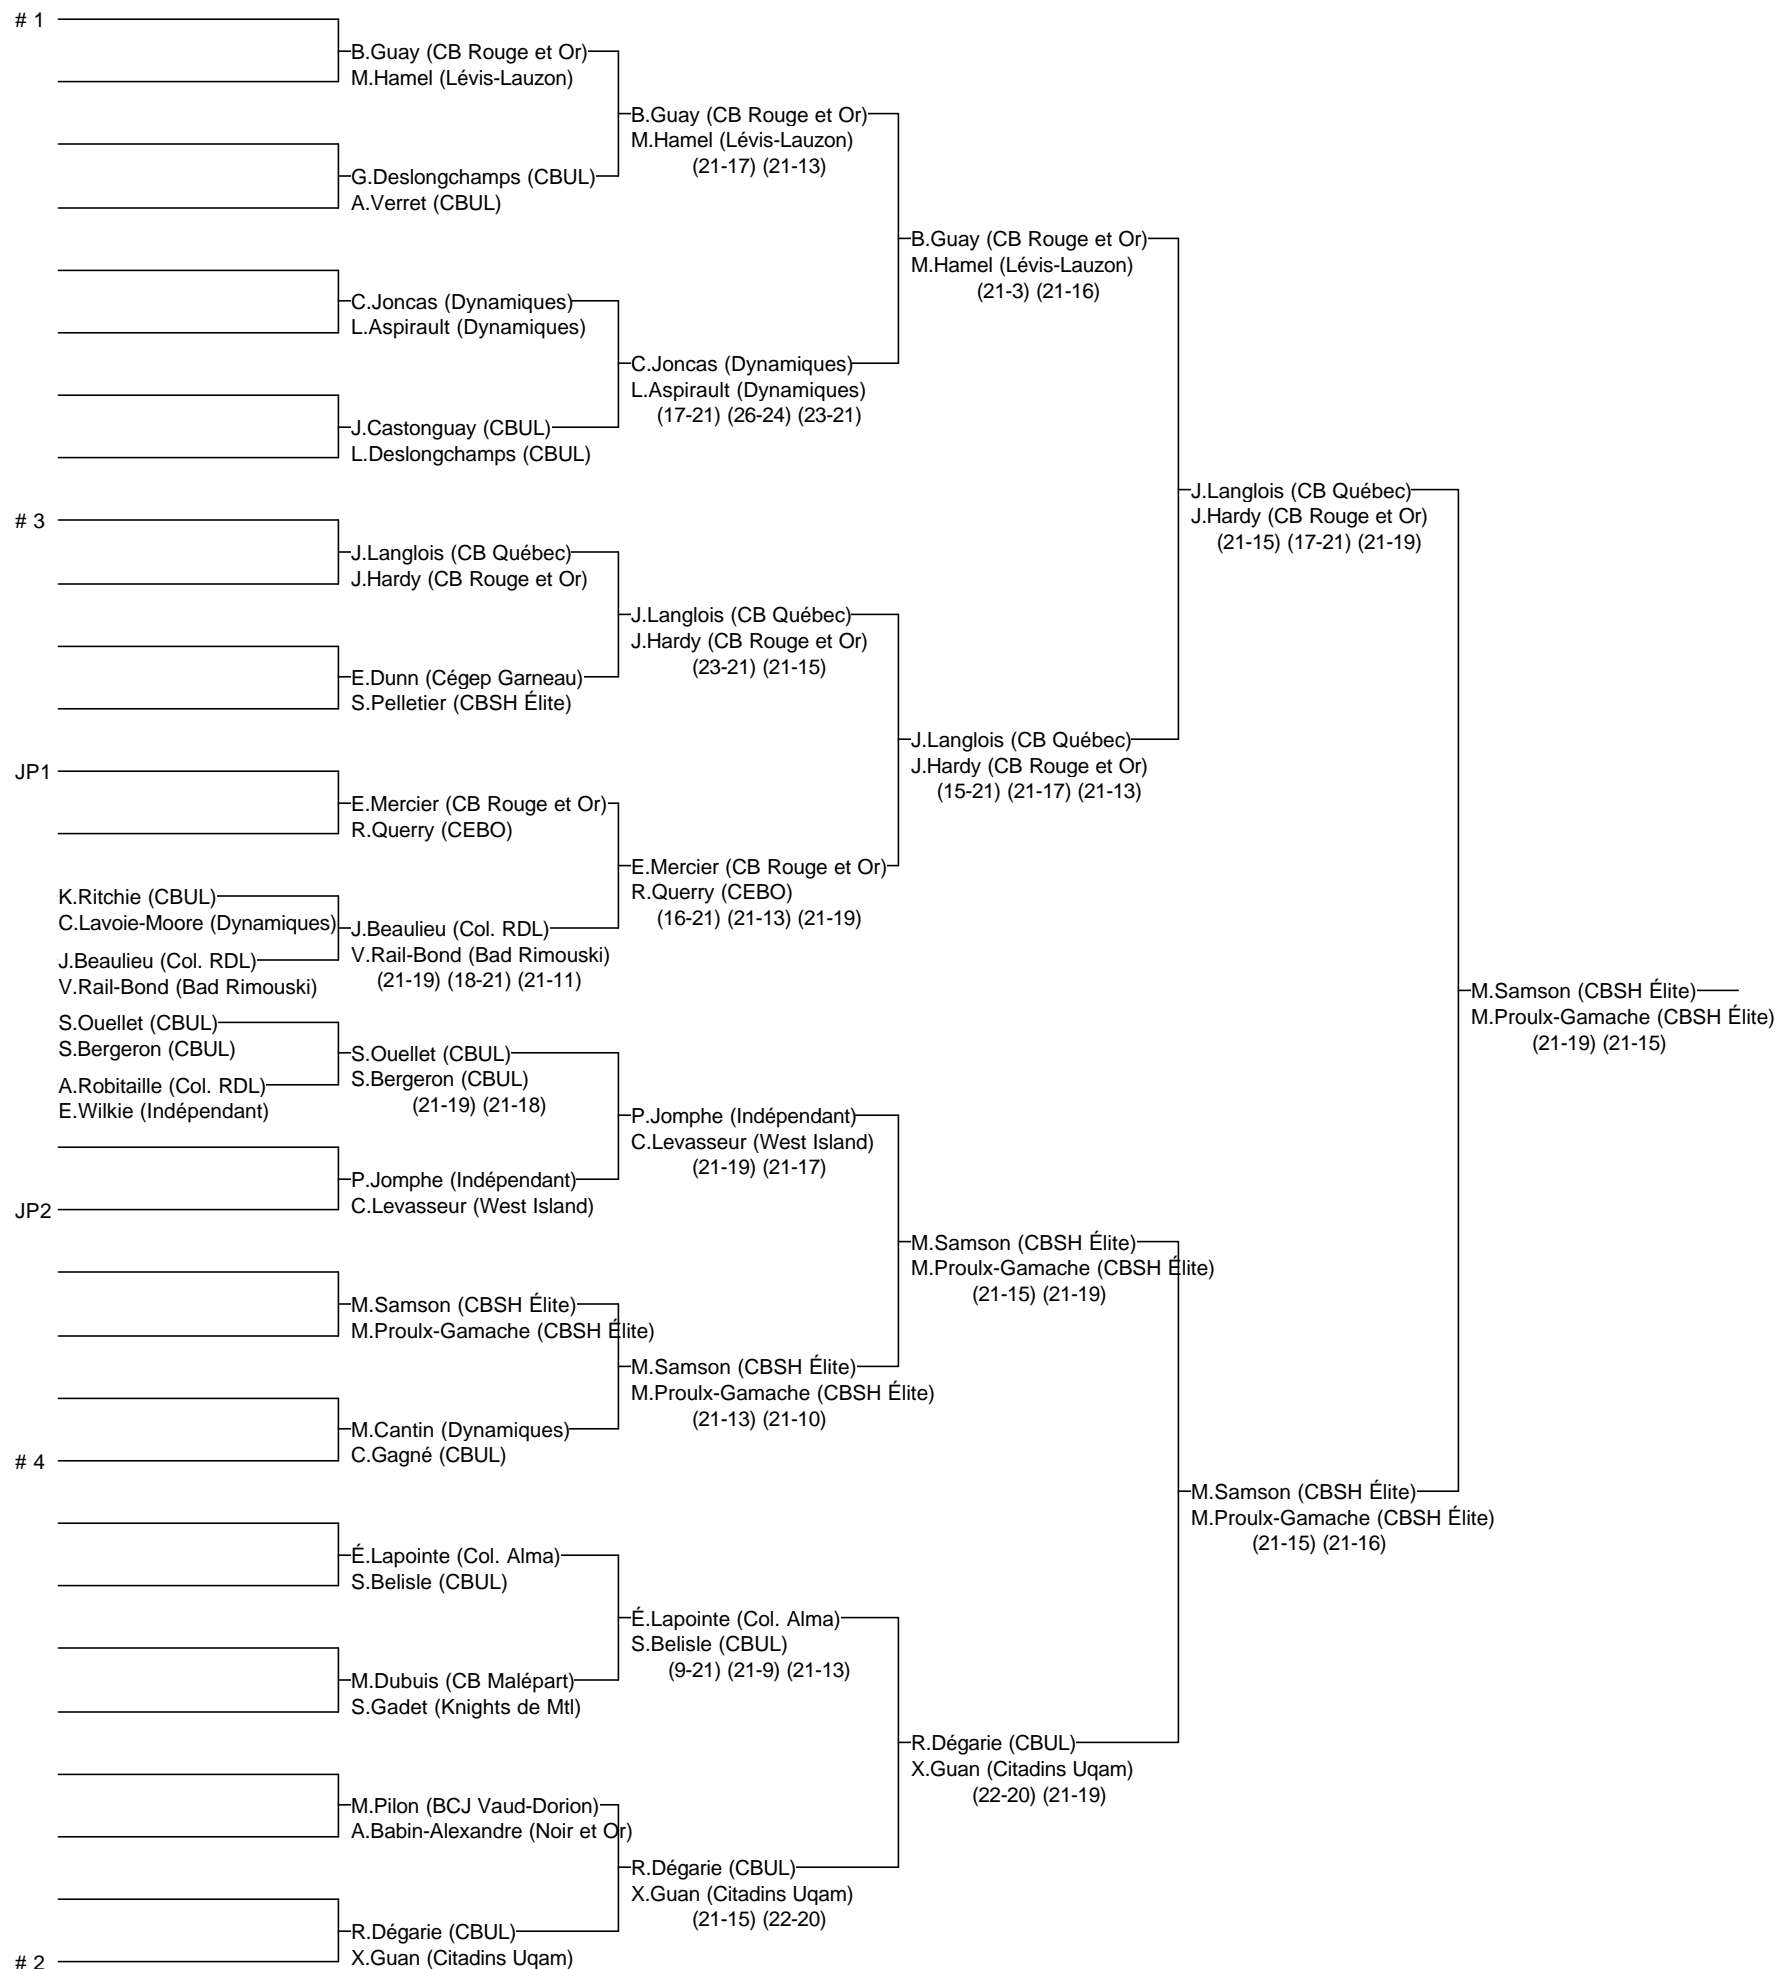 # 1
B.Guay (CB Rouge et Or)
M.Hamel (Lévis-Lauzon)
B.Guay (CB Rouge et Or)
M.Hamel (Lévis-Lauzon)
(21-17) (21-13)
G.Deslongchamps (CBUL)
A.Verret (CBUL)
B.Guay (CB Rouge et Or)
M.Hamel (Lévis-Lauzon)
(21-3) (21-16)
C.Joncas (Dynamiques)
L.Aspirault (Dynamiques)
C.Joncas (Dynamiques)
L.Aspirault (Dynamiques)
(17-21) (26-24) (23-21)
J.Castonguay (CBUL)
L.Deslongchamps (CBUL)
J.Langlois (CB Québec)
J.Hardy (CB Rouge et Or)
(21-15) (17-21) (21-19)
# 3
J.Langlois (CB Québec)
J.Hardy (CB Rouge et Or)
J.Langlois (CB Québec)
J.Hardy (CB Rouge et Or)
(23-21) (21-15)
E.Dunn (Cégep Garneau)
S.Pelletier (CBSH Élite)
J.Langlois (CB Québec)
J.Hardy (CB Rouge et Or)
(15-21) (21-17) (21-13)
JP1
E.Mercier (CB Rouge et Or)
R.Querry (CEBO)
E.Mercier (CB Rouge et Or)
R.Querry (CEBO)
(16-21) (21-13) (21-19)
K.Ritchie (CBUL)
C.Lavoie-Moore (Dynamiques)
J.Beaulieu (Col. RDL)
V.Rail-Bond (Bad Rimouski)
(21-19) (18-21) (21-11)
J.Beaulieu (Col. RDL)
V.Rail-Bond (Bad Rimouski)
M.Samson (CBSH Élite)
M.Proulx-Gamache (CBSH Élite)
(21-19) (21-15)
S.Ouellet (CBUL)
S.Bergeron (CBUL)
S.Ouellet (CBUL)
S.Bergeron (CBUL)
(21-19) (21-18)
A.Robitaille (Col. RDL)
E.Wilkie (Indépendant)
P.Jomphe (Indépendant)
C.Levasseur (West Island)
(21-19) (21-17)
P.Jomphe (Indépendant)
C.Levasseur (West Island)
JP2
M.Samson (CBSH Élite)
M.Proulx-Gamache (CBSH Élite)
(21-15) (21-19)
M.Samson (CBSH Élite)
M.Proulx-Gamache (CBSH Élite)
M.Samson (CBSH Élite)
M.Proulx-Gamache (CBSH Élite)
(21-13) (21-10)
M.Cantin (Dynamiques)
C.Gagné (CBUL)
# 4
M.Samson (CBSH Élite)
M.Proulx-Gamache (CBSH Élite)
(21-15) (21-16)
É.Lapointe (Col. Alma)
S.Belisle (CBUL)
É.Lapointe (Col. Alma)
S.Belisle (CBUL)
(9-21) (21-9) (21-13)
M.Dubuis (CB Malépart)
S.Gadet (Knights de Mtl)
R.Dégarie (CBUL)
X.Guan (Citadins Uqam)
(22-20) (21-19)
M.Pilon (BCJ Vaud-Dorion)
A.Babin-Alexandre (Noir et Or)
R.Dégarie (CBUL)
X.Guan (Citadins Uqam)
(21-15) (22-20)
R.Dégarie (CBUL)
X.Guan (Citadins Uqam)
# 2